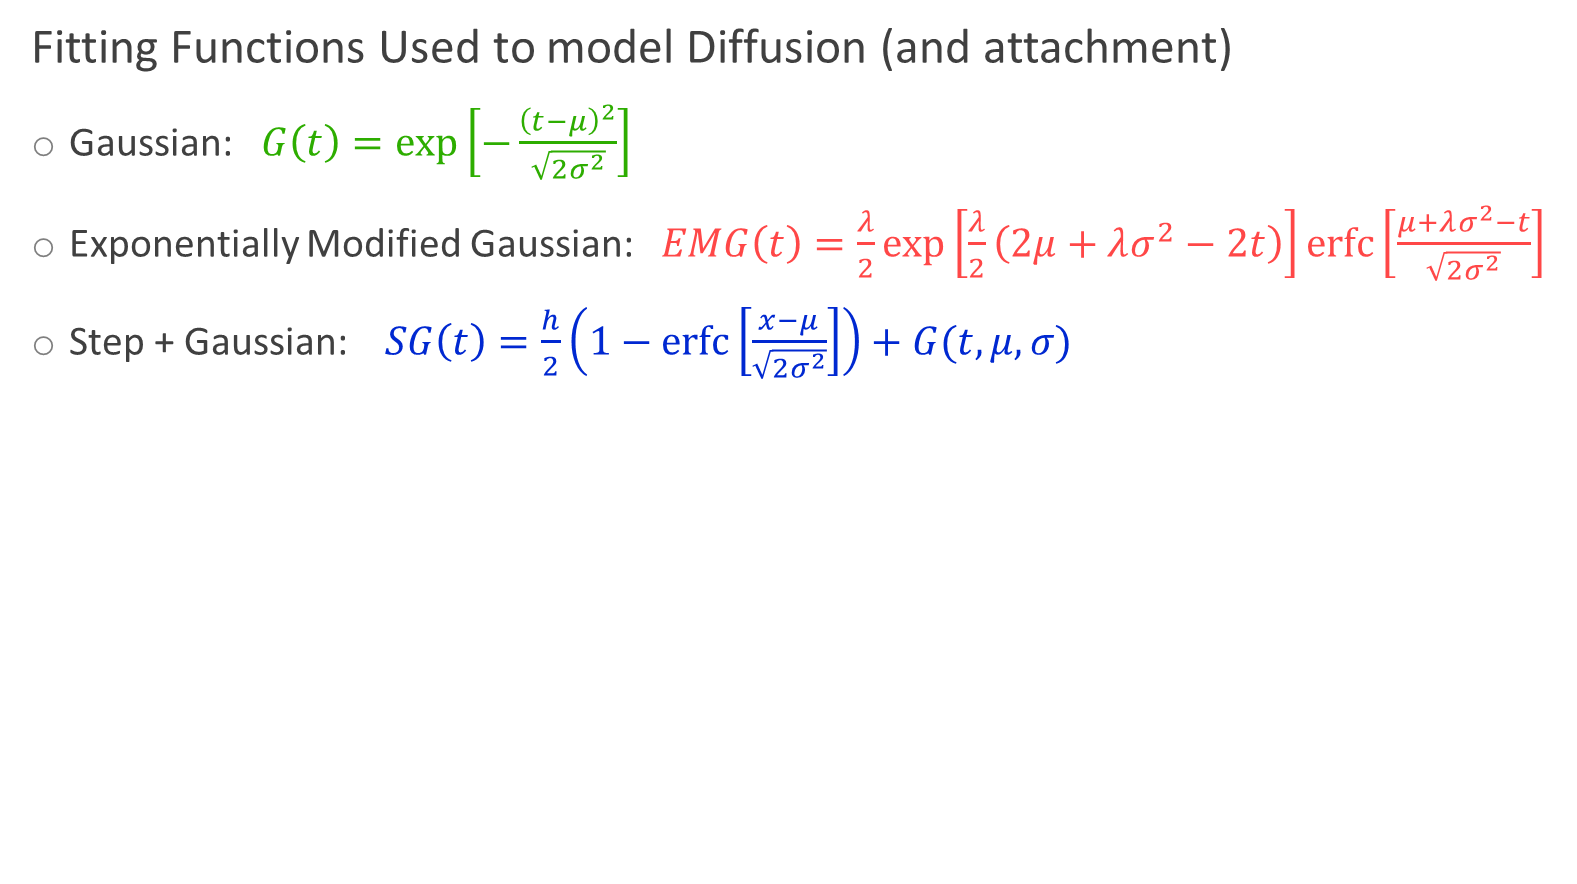 Fitting Functions Used to model Diffusion (and attachment)
○ Gaussian: G(t) = exp[−(t−μ)²/√(2σ²)]
○ Exponentially Modified Gaussian: EMG(t) = λ/2 exp[λ/2 (2μ + λσ² − 2t)] erfc[(μ+λσ²−t)/√(2σ²)]
○ Step + Gaussian: SG(t) = h/2 (1 − erfc[(x−μ)/√(2σ²)]) + G(t, μ, σ)